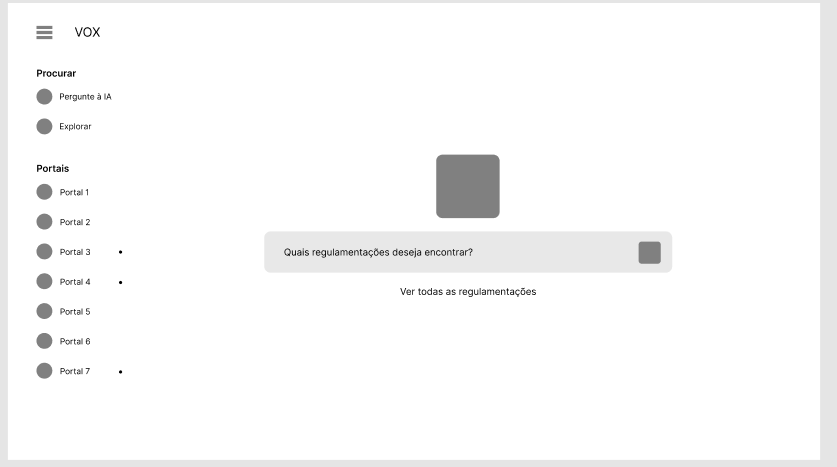 VOX
Procurar
Pergunte à IA
Explorar
Portais
Portal 1
Portal 2
Portal 3
Portal 4
Portal 5
Portal 6
Portal 7
Quais regulamentações deseja encontrar?
Ver todas as regulamentações